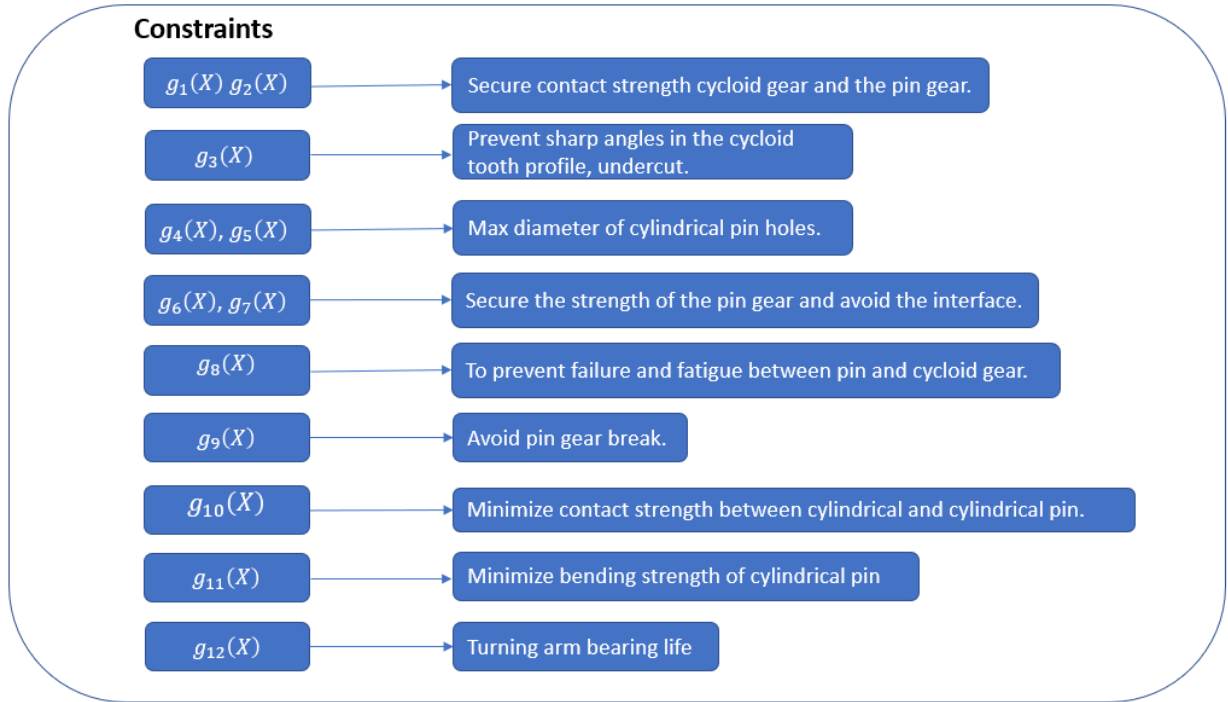 Constraints
g₁(X) g₂(X)
Secure contact strength cycloid gear and the pin gear.
g₃(X)
Prevent sharp angles in the cycloid
tooth profile, undercut.
g₄(X), g₅(X)
Max diameter of cylindrical pin holes.
g₆(X), g₇(X)
Secure the strength of the pin gear and avoid the interface.
g₈(X)
To prevent failure and fatigue between pin and cycloid gear.
g₉(X)
Avoid pin gear break.
g₁₀(X)
Minimize contact strength between cylindrical and cylindrical pin.
g₁₁(X)
Minimize bending strength of cylindrical pin
g₁₂(X)
Turning arm bearing life